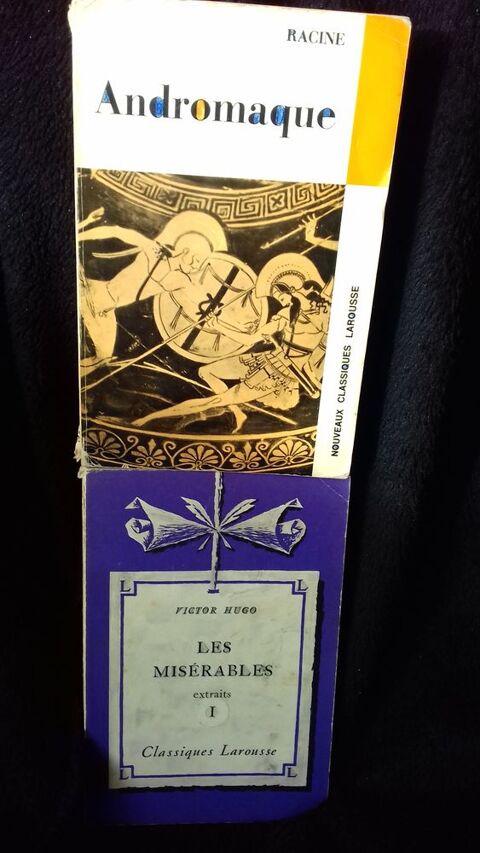 RACINE
Andromaque
NOUVEAUX CLASSIQUES LAROUSSE
VICTOR HUGO
LES
MISÉRABLES
extraits
I
Classiques Larousse
L L
L L